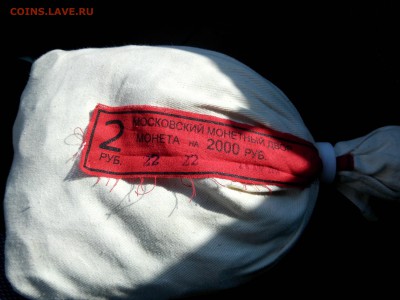 COINS.LAVE.RU
2
РУБ.
МОСКОВСКИЙ МОНЕТНЫЙ ДВОР
МОНЕТА НА 2000 РУБ.
22 22